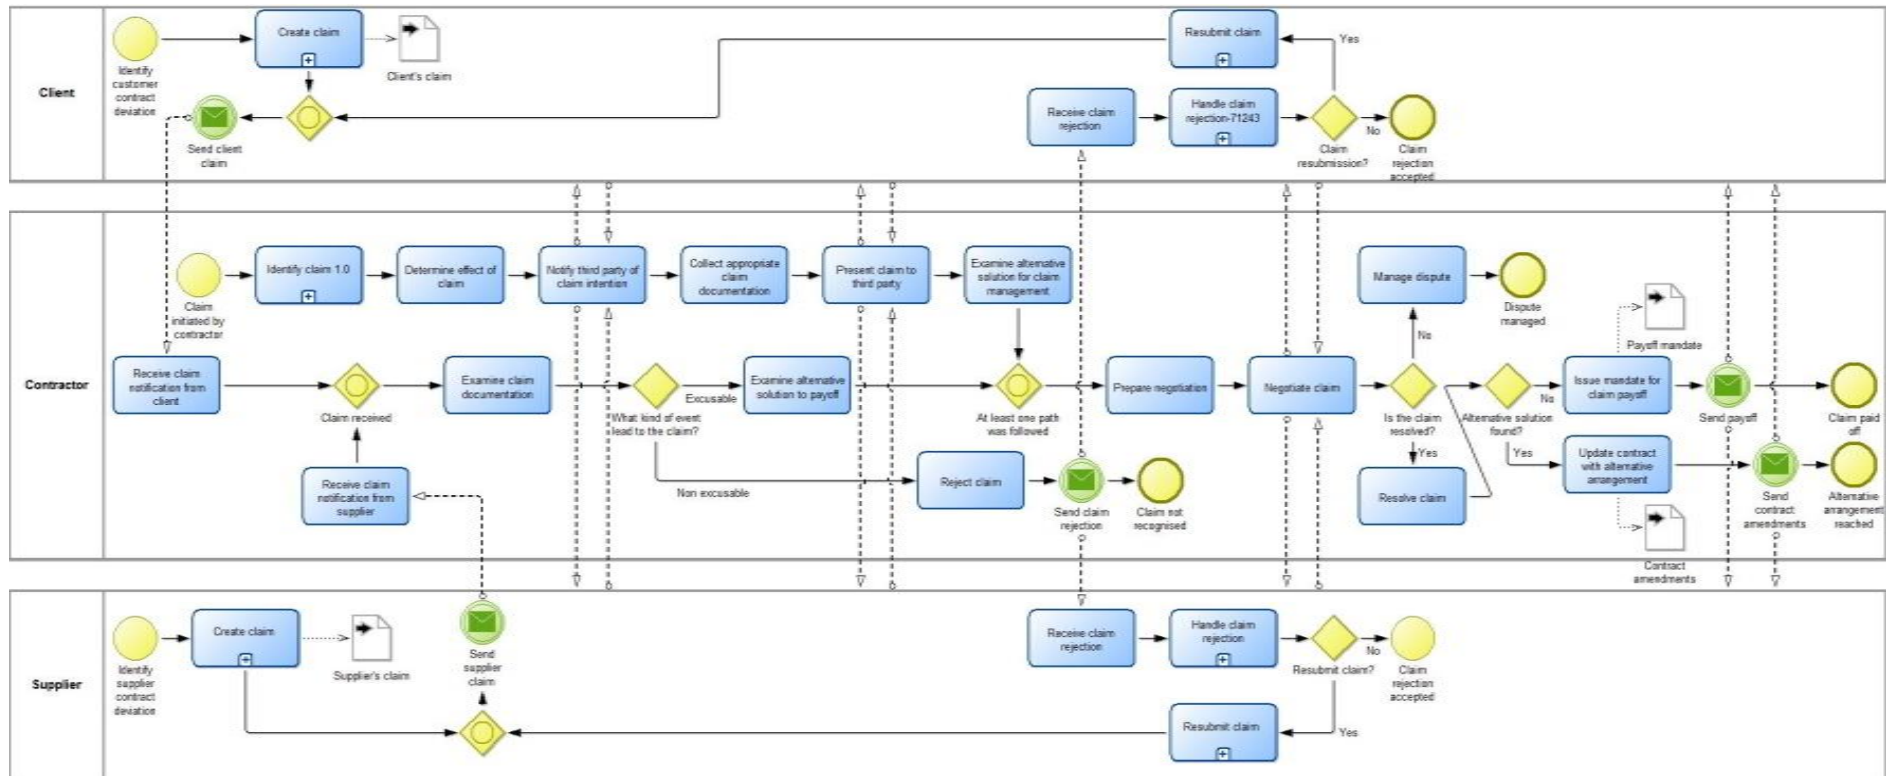 Client
Identify
customer
contract
deviation
Create claim
Client's claim
Send client
claim
Resubmit claim
Yes
Receive claim
rejection
Handle claim
rejection-71243
Claim
resubmission?
No
Claim
rejection
accepted
Contractor
Claim
initiated by
contractor
Identify claim 1.0
Determine effect of
claim
Notify third party of
claim intention
Collect appropriate
claim
documentation
Present claim to
third party
Examine alternative
solution for claim
management
Manage dispute
Dispute
managed
No
Payoff mandate
Receive claim
notification from
client
Claim received
Examine claim
documentation
What kind of event
lead to the claim?
Excusable
Examine alternative
solution to payoff
At least one path
was followed
Prepare negotiation
Negotiate claim
Is the claim
resolved?
Alternative solution
found?
No
Issue mandate for
claim payoff
Send payoff
Claim paid
off
Receive claim
notification from
supplier
Non excusable
Reject claim
Send claim
rejection
Claim not
recognised
Yes
Resolve claim
Yes
Update contract
with alternative
arrangement
Send
contract
amendments
Alternative
arrangement
reached
Contract
amendments
Supplier
Identify
supplier
contract
deviation
Create claim
Supplier's claim
Send
supplier
claim
Receive claim
rejection
Handle claim
rejection
Resubmit claim?
No
Claim
rejection
accepted
Resubmit claim
Yes